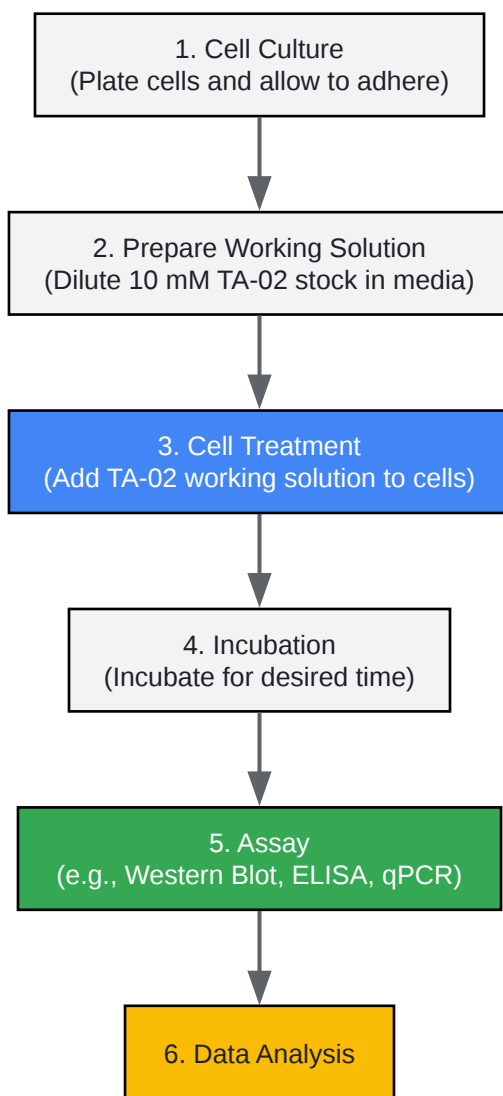 1. Cell Culture
(Plate cells and allow to adhere)
2. Prepare Working Solution
(Dilute 10 mM TA-02 stock in media)
3. Cell Treatment
(Add TA-02 working solution to cells)
4. Incubation
(Incubate for desired time)
5. Assay
(e.g., Western Blot, ELISA, qPCR)
6. Data Analysis